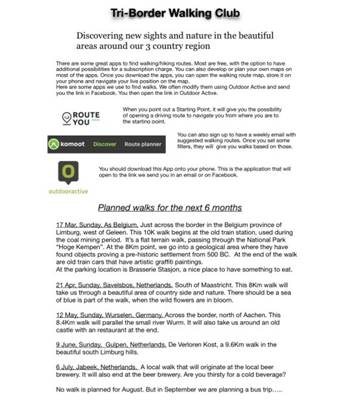 Tri-Border Walking Club
Discovering new sights and nature in the beautiful
areas around our 3 country region
There are some great apps to find walking/hiking routes. Most are free, with the option to have
additional possibilities for a subscription charge. You can also develop or plan your own maps on
most of the apps. Once you download the apps, you can open the walking route map, store it on
your phone and navigate your live position on the map.
Here are some apps we use to find walks. We often modify them using Outdoor Active and send
you the link in Facebook. You then open the link in Outdoor Active.
ROUTE
YOU
When you point out a Starting Point, it will give you the possibility
of opening a driving route to navigate you from where you are to
the starting point.
komoot Discover Route planner
You can also sign up to have a weekly email with
suggested walking routes. Once you set some
filters, they will give you walks based on those.
outdooractive
You should download this App onto your phone. This is the application that will
open to the link we send you in an email or on Facebook.
Planned walks for the next 6 months
17 Mar, Sunday, As Belgium. Just across the border in the Belgium province of
Limburg, west of Geleen. This 10K walk begins at the old train station, used during
the coal mining period. It's a flat terrain walk, passing through the National Park
"Hoge Kempen". At the 8Km point, we go into a geological area where they have
found objects proving a pre-historic settlement from 500 BC. At the end of the walk
are old train cars that have artistic graffiti paintings.
At the parking location is Brasserie Stasjon, a nice place to have something to eat.
21 Apr, Sunday, Savelsbos, Netherlands. South of Maastricht. This 8Km walk will
take us through a beautiful area of country side and nature. There should be a sea
of blue is part of the walk, when the wild flowers are in bloom.
12 May, Sunday, Wurselen, Germany. Across the border, north of Aachen. This
8.4Km walk will parallel the small river Wurm. It will also take us around an old
castle with an restaurant at the end.
9 June, Sunday, Gulpen, Netherlands. De Verloren Kost, a 9.6Km walk in the
beautiful south Limburg hills.
6 July, Jabeek, Netherlands. A local walk that will originate at the local beer
brewery. It will also end at the beer brewery. Are you thirsty for a cold beverage?
No walk is planned for August. But in September we are planning a bus trip.....